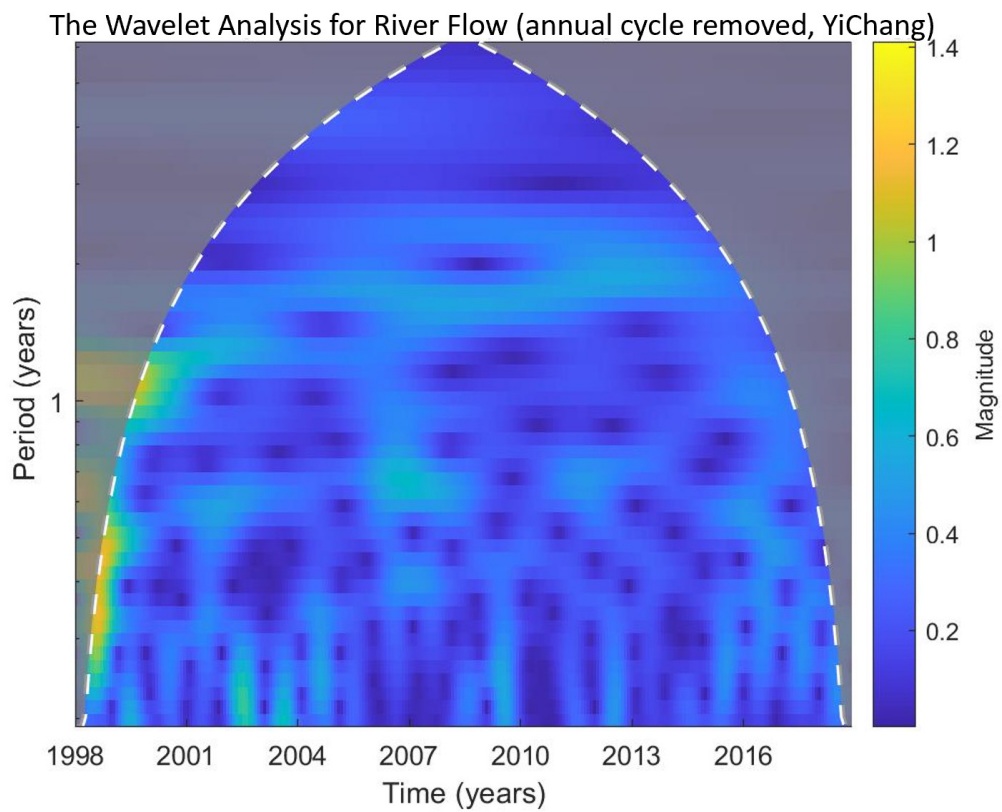 The Wavelet Analysis for River Flow (annual cycle removed, YiChang)
Period (years)
1
1998 2001 2004 2007 2010 2013 2016
Time (years)
1.4
1.2
1
0.8
0.6
0.4
0.2
Magnitude